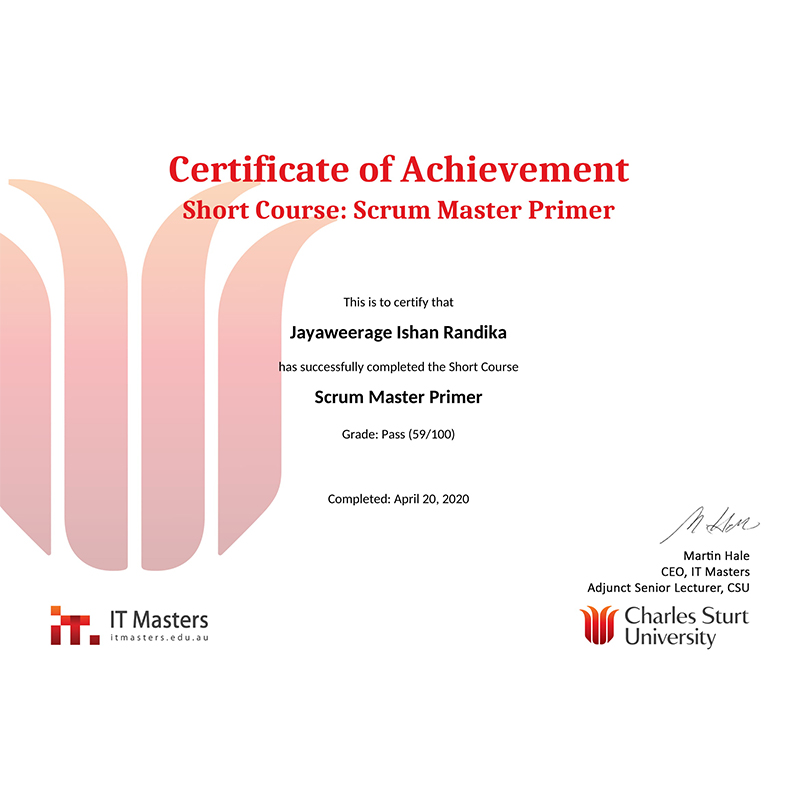 Certificate of Achievement
Short Course: Scrum Master Primer
This is to certify that
Jayaweerage Ishan Randika
has successfully completed the Short Course
Scrum Master Primer
Grade: Pass (59/100)
Completed: April 20, 2020
Martin Hale
CEO, IT Masters
Adjunct Senior Lecturer, CSU
it.
IT Masters
itmasters.edu.au
Charles Sturt
University